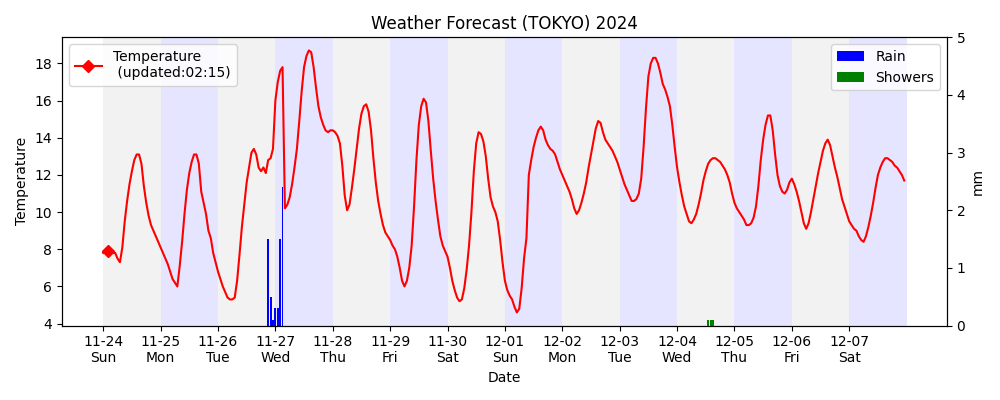 Weather Forecast (TOKYO) 2024
Temperature
(updated:02:15)
Rain
Showers
Temperature
18
16
14
12
10
8
6
4
5
4
3
2
1
0
mm
11-24 11-25 11-26 11-27 11-28 11-29 11-30 12-01 12-02 12-03 12-04 12-05 12-06 12-07
Sun Mon Tue Wed Thu Fri Sat Sun Mon Tue Wed Thu Fri Sat
Date